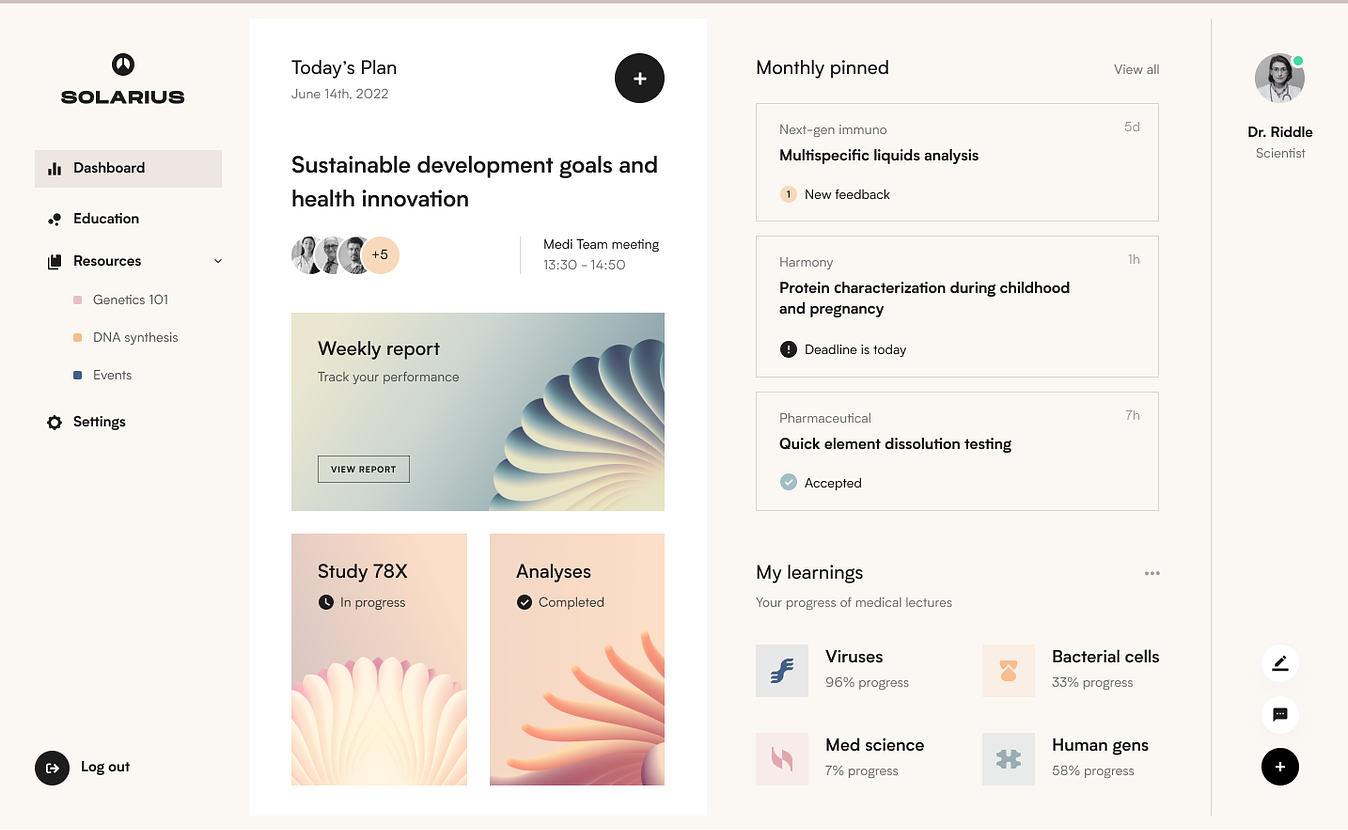 SOLARIUS
Dashboard
Education
Resources
Genetics 101
DNA synthesis
Events
Settings
Log out
Today's Plan
June 14th, 2022
Sustainable development goals and
health innovation
+5
Medi Team meeting
13:30 - 14:50
Weekly report
Track your performance
VIEW REPORT
Study 78X
In progress
Analyses
Completed
Monthly pinned
View all
Next-gen immuno
5d
Multispecific liquids analysis
1 New feedback
Harmony
1h
Protein characterization during childhood
and pregnancy
! Deadline is today
Pharmaceutical
7h
Quick element dissolution testing
Accepted
My learnings
Your progress of medical lectures
Viruses
96% progress
Bacterial cells
33% progress
Med science
7% progress
Human gens
58% progress
Dr. Riddle
Scientist